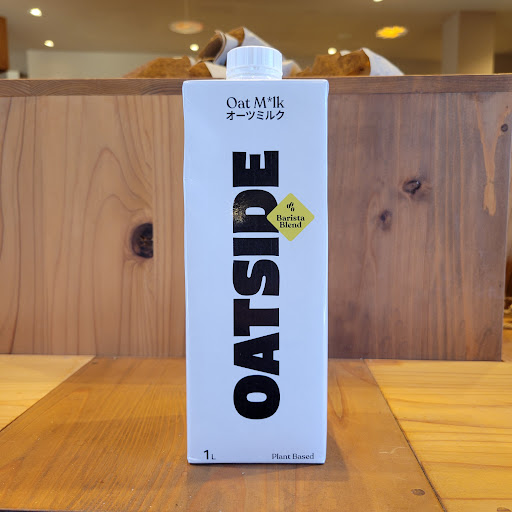 Oat M*lk
オーツミルク
OATSIDE
Barista
Blend
1L
Plant Based